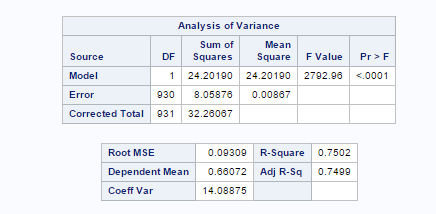 Analysis of Variance
Source DF Sum of Squares Mean Square F Value Pr > F
Model 1 24.20190 24.20190 2792.96 <.0001
Error 930 8.05876 0.00867
Corrected Total 931 32.26067
Root MSE 0.09309 R-Square 0.7502
Dependent Mean 0.66072 Adj R-Sq 0.7499
Coeff Var 14.08875